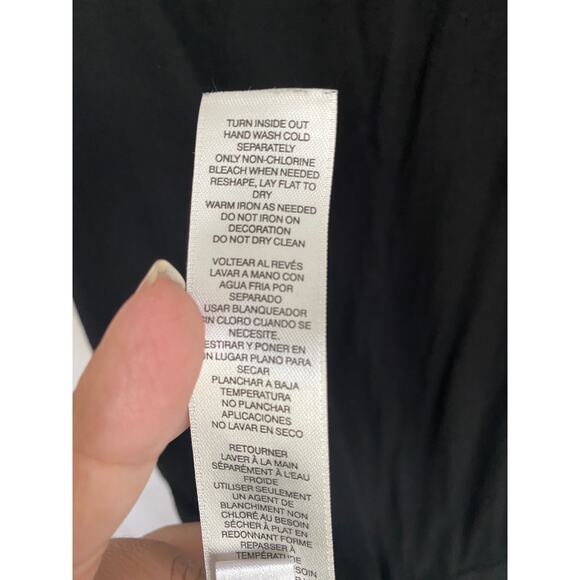 TURN INSIDE OUT
HAND WASH COLD
SEPARATELY
ONLY NON-CHLORINE
BLEACH WHEN NEEDED
RESHAPE, LAY FLAT TO
DRY
WARM IRON AS NEEDED
DO NOT IRON ON
DECORATION
DO NOT DRY CLEAN
VOLTEAR AL REVÉS
LAVAR A MANO CON
AGUA FRIA POR
SEPARADO
USAR BLANQUEADOR
SIN CLORO CUANDO SE
NECESITE.
ESTIRAR Y PONER EN
UN LUGAR PLANO PARA
SECAR
PLANCHAR A BAJA
TEMPERATURA
NO PLANCHAR
APLICACIONES
NO LAVAR EN SECO
RETOURNER
LAVER À LA MAIN
SÉPARÉMENT À L'EAU
FROIDE
UTILISER SEULEMENT
UN AGENT DE
BLANCHIMENT NON
CHLORÉ AU BESOIN
SÉCHER À PLAT EN
REDONNANT FORME
REPASSER À
TEMPÉRATURE